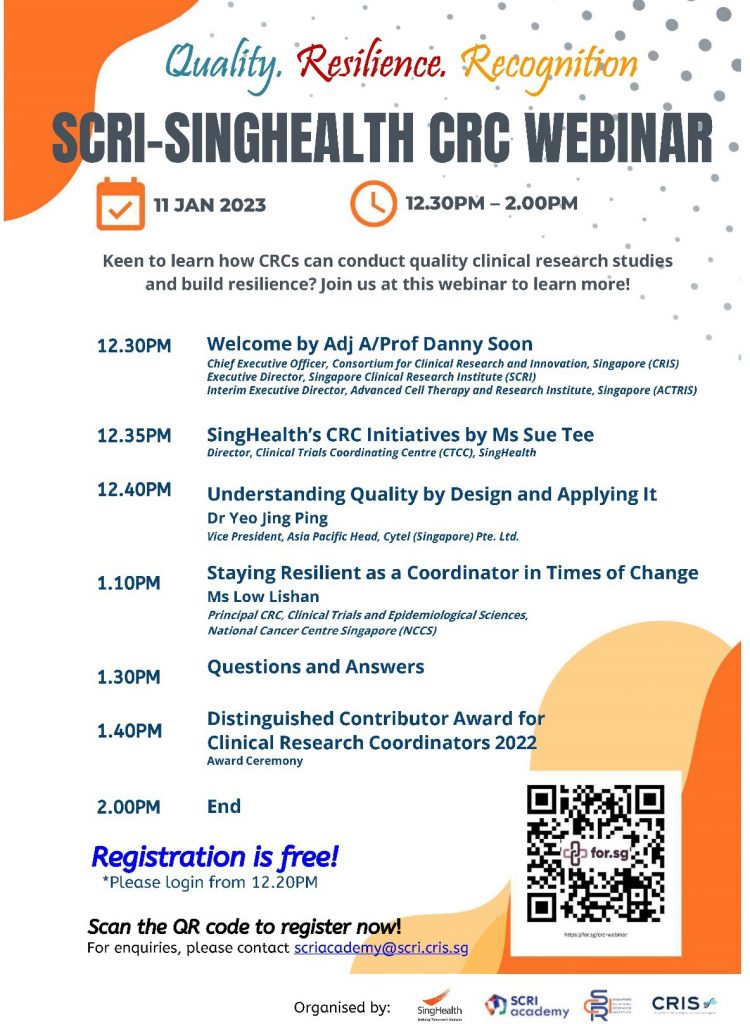 Quality. Resilience. Recognition
SCRI-SINGHEALTH CRC WEBINAR
11 JAN 2023
12.30PM – 2.00PM
Keen to learn how CRCs can conduct quality clinical research studies
and build resilience? Join us at this webinar to learn more!
12.30PM
Welcome by Adj A/Prof Danny Soon
Chief Executive Officer, Consortium for Clinical Research and Innovation, Singapore (CRIS)
Executive Director, Singapore Clinical Research Institute (SCRI)
Interim Executive Director, Advanced Cell Therapy and Research Institute, Singapore (ACTRIS)
12.35PM
SingHealth's CRC Initiatives by Ms Sue Tee
Director, Clinical Trials Coordinating Centre (CTCC), SingHealth
12.40PM
Understanding Quality by Design and Applying It
Dr Yeo Jing Ping
Vice President, Asia Pacific Head, Cytel (Singapore) Pte. Ltd.
1.10PM
Staying Resilient as a Coordinator in Times of Change
Ms Low Lishan
Principal CRC, Clinical Trials and Epidemiological Sciences,
National Cancer Centre Singapore (NCCS)
1.30PM
Questions and Answers
1.40PM
Distinguished Contributor Award for
Clinical Research Coordinators 2022
Award Ceremony
2.00PM
End
for.sg
https://for.sg/crc-webinar
Registration is free!
*Please login from 12.20PM
Scan the QR code to register now!
For enquiries, please contact scriacademy@scri.cris.sg
Organised by:
SingHealth
SCRI
academy
SCRI
CRIS